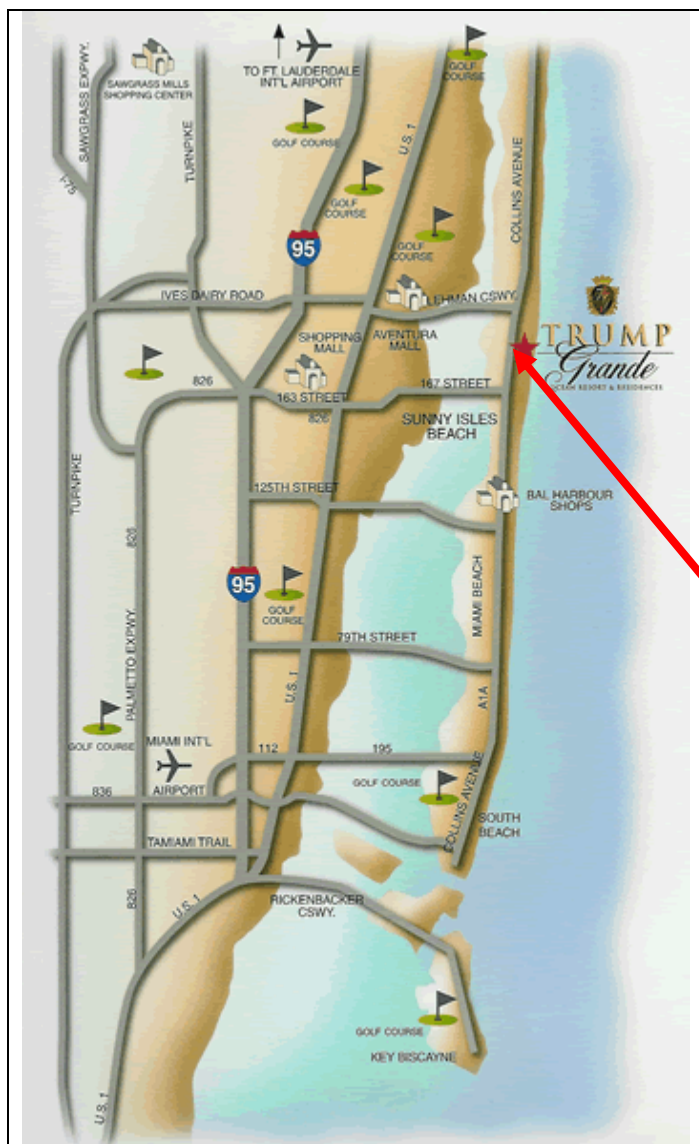 TO FT. LAUDERDALE
INT'L AIRPORT
GOLF
COURSE
SAWGRASS MILLS
SHOPPING CENTER
SAWGRASS EXPWY.
TURNPIKE
I-75
GOLF COURSE
U.S. 1
COLLINS AVENUE
GOLF
COURSE
GOLF
COURSE
95
IVES DAIRY ROAD
LEHMAN CSWY.
SHOPPING
MALL
AVENTURA
MALL
TRUMP
Grande
OCEAN RESORT & RESIDENCES
826
163 STREET
826
167 STREET
SUNNY ISLES
BEACH
TURNPIKE
826
125TH STREET
BAL HARBOUR
SHOPS
95
GOLF
COURSE
MIAMI BEACH
79TH STREET
PALMETTO EXPWY.
U.S. 1
A1A
GOLF COURSE
MIAMI INT'L
AIRPORT
112
195
836
GOLF COURSE
COLLINS AVENUE
SOUTH
BEACH
TAMIAMI TRAIL
826
U.S. 1
RICKENBACKER
CSWY.
GOLF COURSE
KEY BISCAYNE
U.S. 1